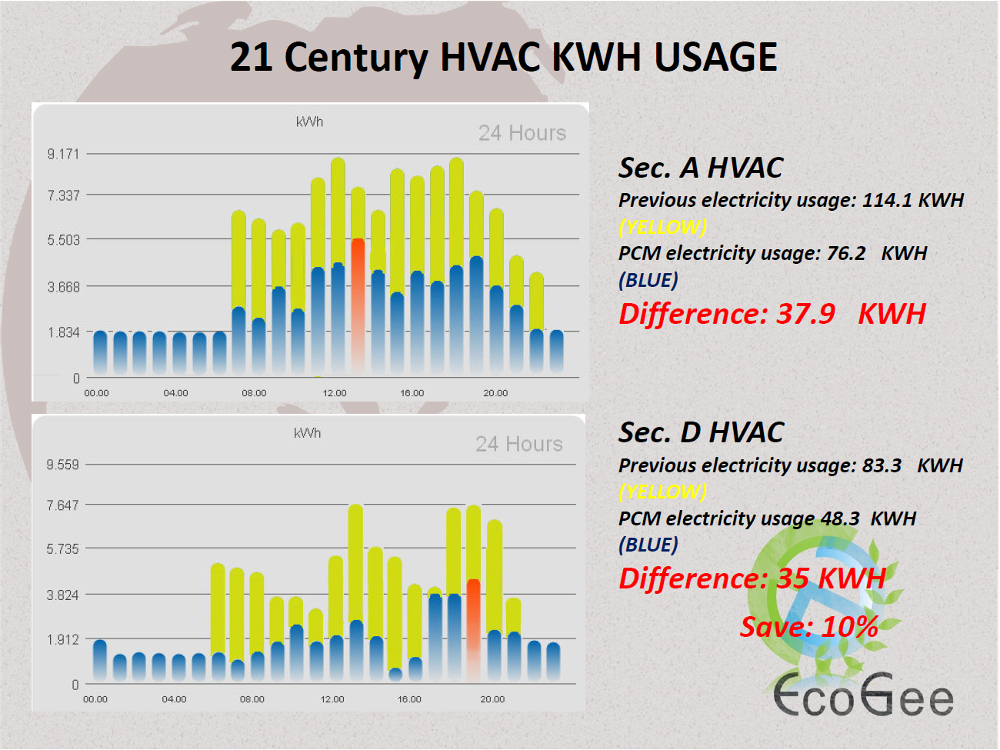 21 Century HVAC KWH USAGE
kWh
24 Hours
9.171
7.337
5.503
3.668
1.834
0
00.00 04.00 08.00 12.00 16.00 20.00
Sec. A HVAC
Previous electricity usage: 114.1 KWH
(YELLOW)
PCM electricity usage: 76.2 KWH
(BLUE)
Difference: 37.9 KWH
kWh
24 Hours
9.559
7.647
5.735
3.824
1.912
0
00.00 04.00 08.00 12.00 16.00 20.00
Sec. D HVAC
Previous electricity usage: 83.3 KWH
(YELLOW)
PCM electricity usage 48.3 KWH
(BLUE)
Difference: 35 KWH
Save: 10%
EcoGee